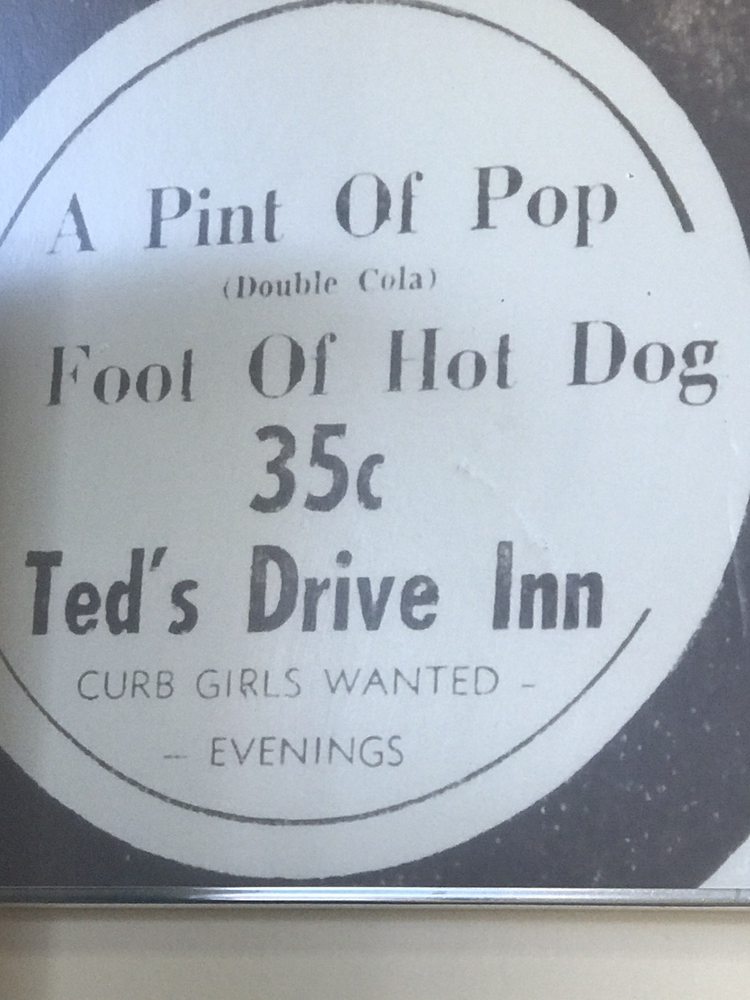 A Pint Of Pop
(Double Cola)
Foot Of Hot Dog
35c
Ted's Drive Inn
CURB GIRLS WANTED -
- EVENINGS